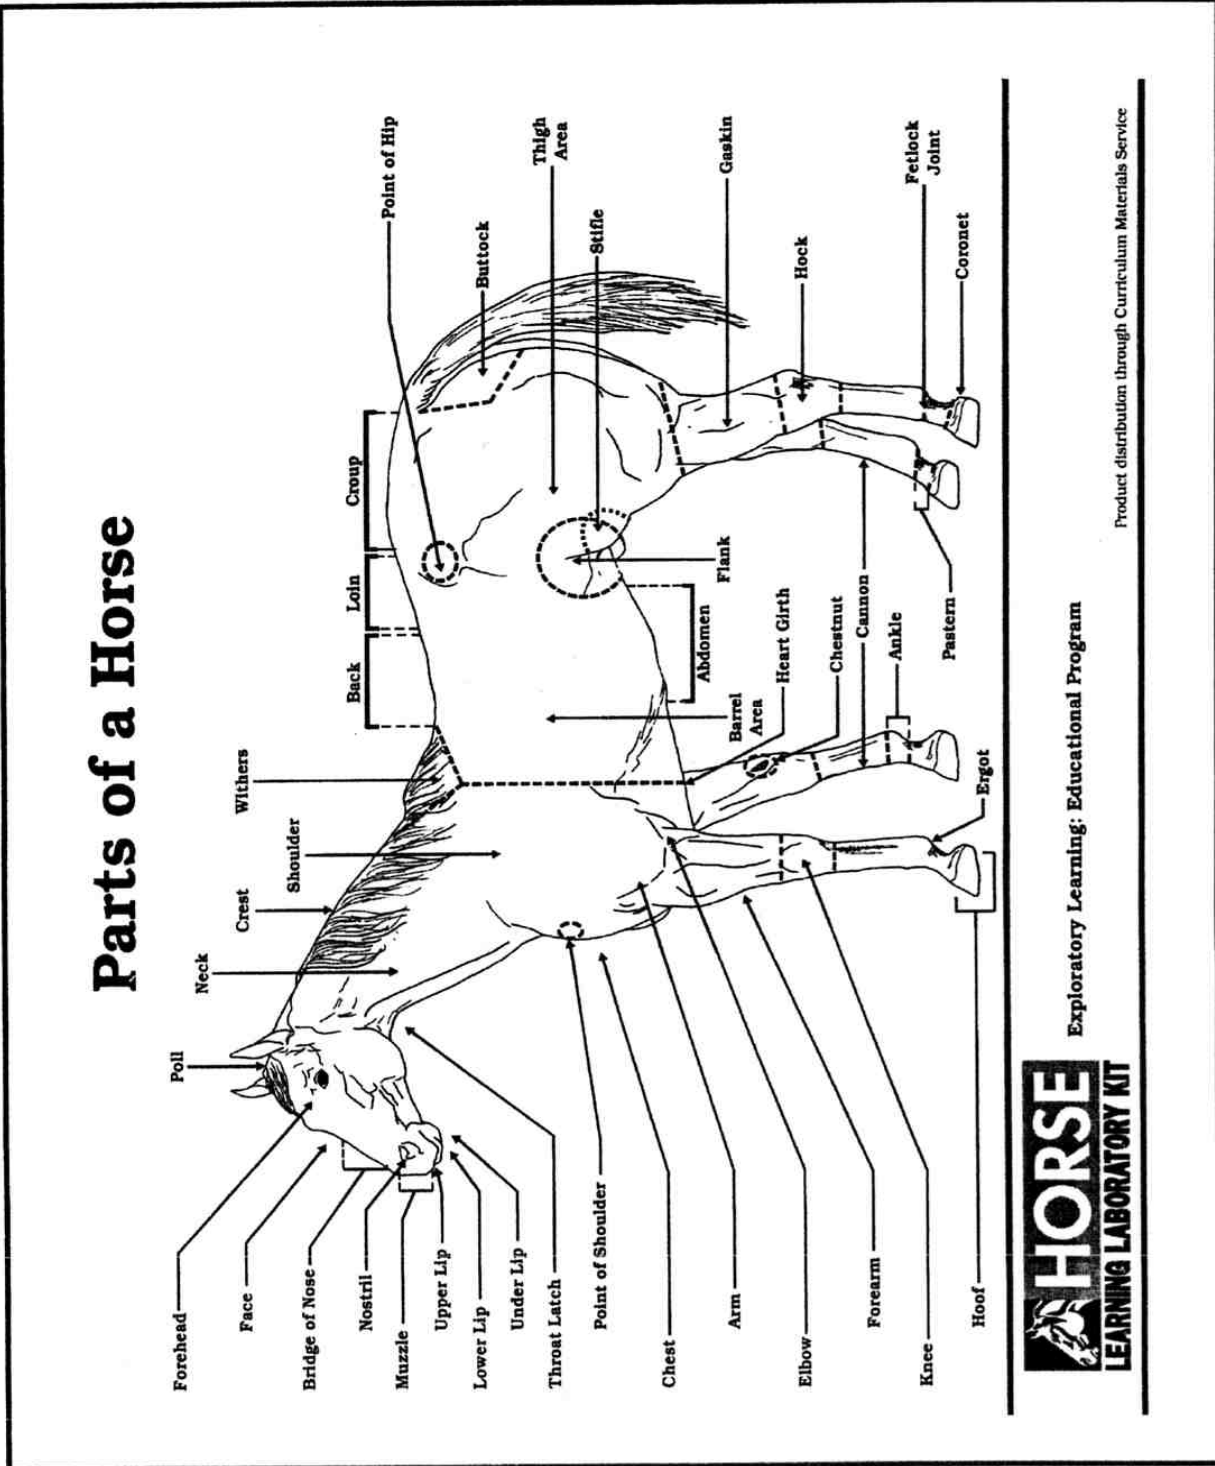 Parts of a Horse
Forehead
Face
Bridge of Nose
Nostril
Muzzle
Upper Lip
Lower Lip
Under Lip
Throat Latch
Point of Shoulder
Chest
Arm
Elbow
Forearm
Knee
Hoof
Poll
Neck
Crest
Shoulder
Withers
Back
Loin
Croup
Point of Hip
Buttock
Thigh
Area
Stifle
Gaskin
Hock
Fetlock
Joint
Coronet
Flank
Abdomen
Barrel
Area
Heart Girth
Chestnut
Cannon
Ankle
Pastern
Ergot
HORSE
LEARNING LABORATORY KIT
Exploratory Learning: Educational Program
Product distribution through Curriculum Materials Service